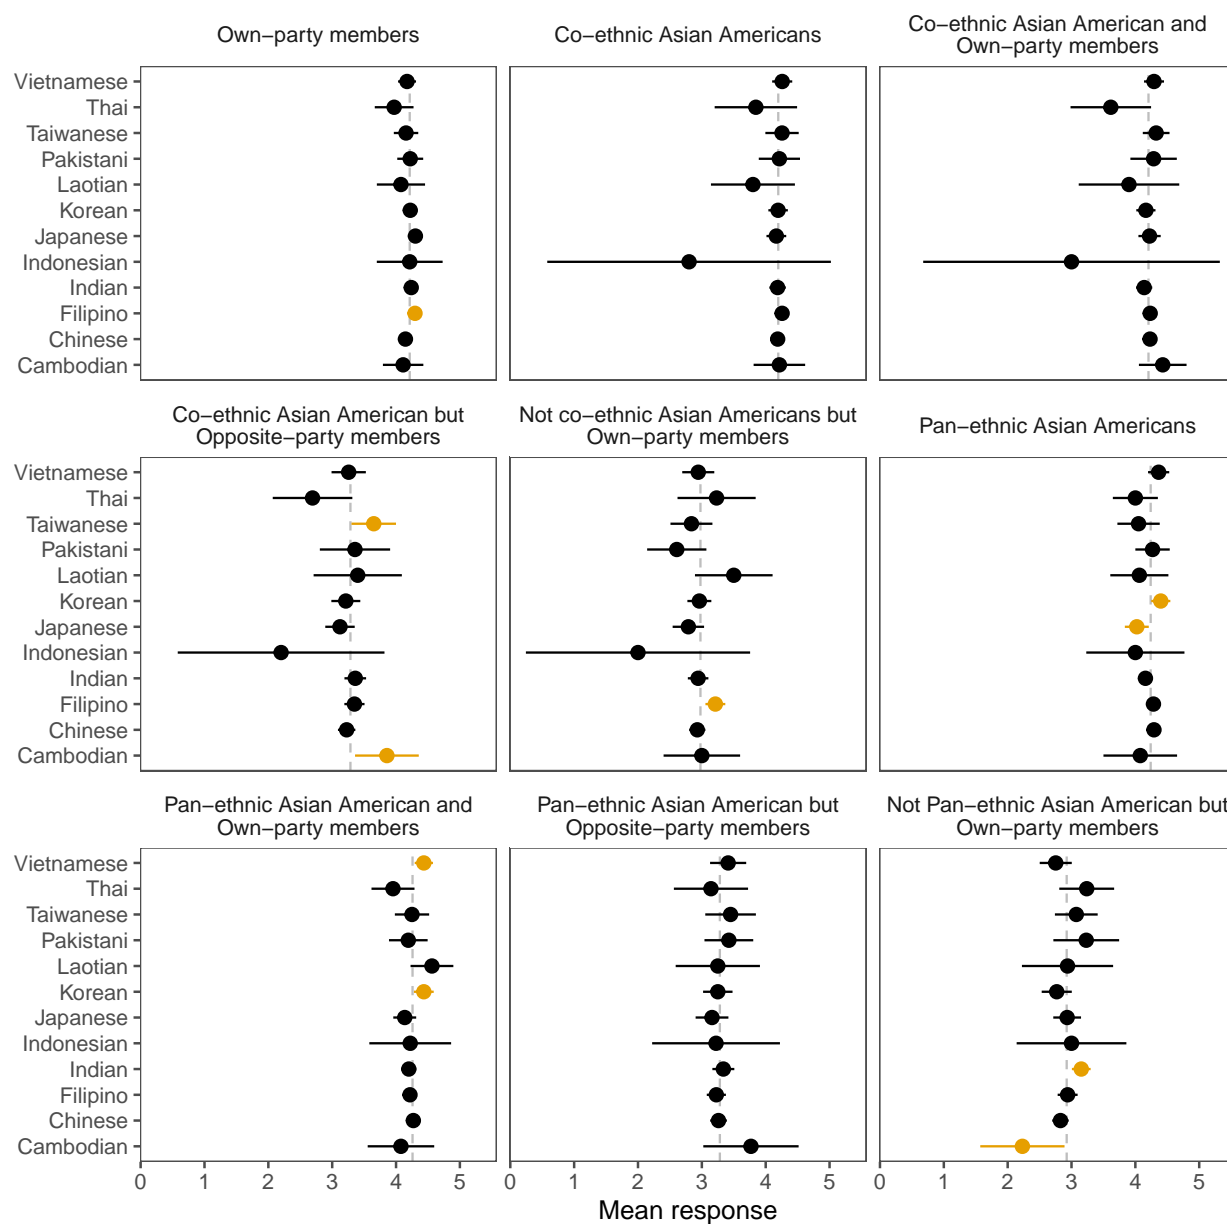 Own−party members
Co−ethnic Asian Americans
Co−ethnic Asian American and
Own−party members
Vietnamese
Thai
Taiwanese
Pakistani
Laotian
Korean
Japanese
Indonesian
Indian
Filipino
Chinese
Cambodian
Co−ethnic Asian American but
Opposite−party members
Not co−ethnic Asian Americans but
Own−party members
Pan−ethnic Asian Americans
Vietnamese
Thai
Taiwanese
Pakistani
Laotian
Korean
Japanese
Indonesian
Indian
Filipino
Chinese
Cambodian
Pan−ethnic Asian American and
Own−party members
Pan−ethnic Asian American but
Opposite−party members
Not Pan−ethnic Asian American but
Own−party members
Vietnamese
Thai
Taiwanese
Pakistani
Laotian
Korean
Japanese
Indonesian
Indian
Filipino
Chinese
Cambodian
0 1 2 3 4 5 0 1 2 3 4 5 0 1 2 3 4 5
Mean response